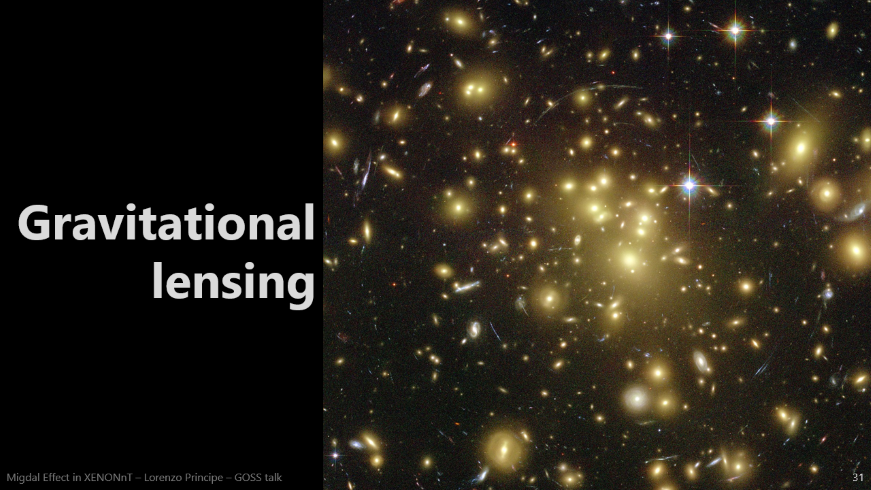 Gravitational
lensing
Migdal Effect in XENONnT – Lorenzo Principe – GOSS talk
31